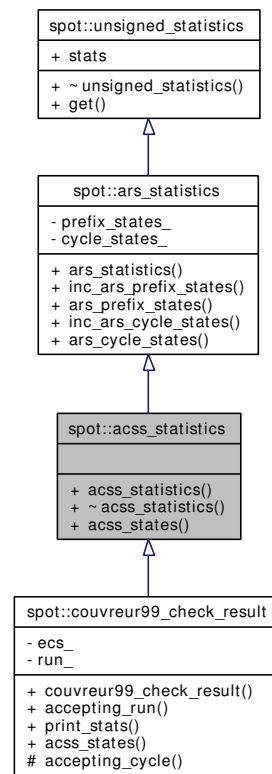 spot::unsigned_statistics
+ stats
+ ~ unsigned_statistics()
+ get()
spot::ars_statistics
- prefix_states_
- cycle_states_
+ ars_statistics()
+ inc_ars_prefix_states()
+ ars_prefix_states()
+ inc_ars_cycle_states()
+ ars_cycle_states()
spot::acss_statistics
+ acss_statistics()
+ ~ acss_statistics()
+ acss_states()
spot::couvreur99_check_result
- ecs_
- run_
+ couvreur99_check_result()
+ accepting_run()
+ print_stats()
+ acss_states()
# accepting_cycle()